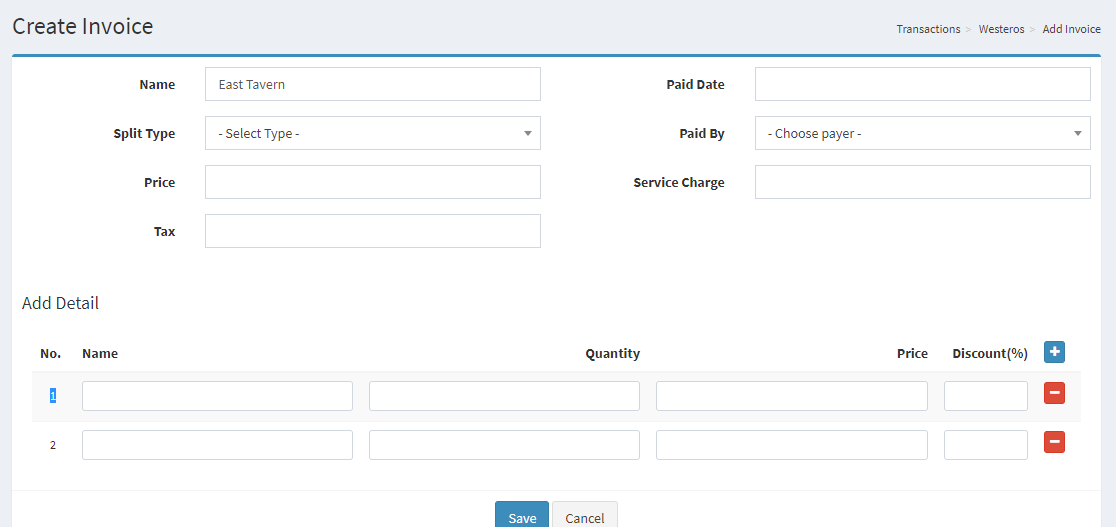 Create Invoice
Transactions > Westeros > Add Invoice
Name East Tavern Paid Date
Split Type - Select Type - Paid By - Choose payer -
Price Service Charge
Tax
Add Detail
No. Name Quantity Price Discount(%) +
1 −
2 −
Save Cancel